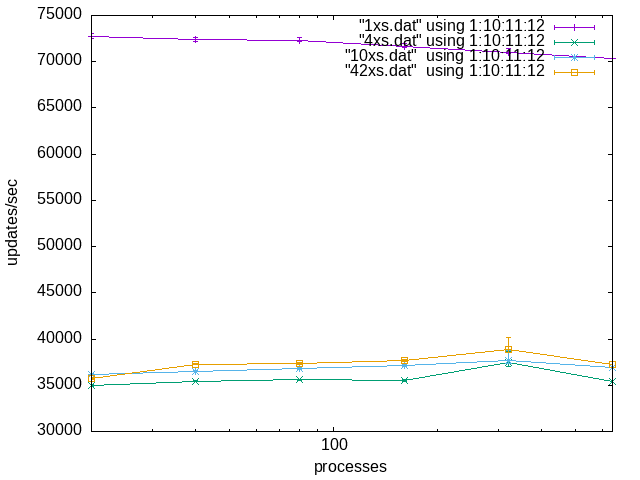 75000
70000
65000
60000
55000
50000
45000
40000
35000
30000
updates/sec
"1xs.dat" using 1:10:11:12
"4xs.dat" using 1:10:11:12
"10xs.dat"  using 1:10:11:12
"42xs.dat"  using 1:10:11:12
100
processes